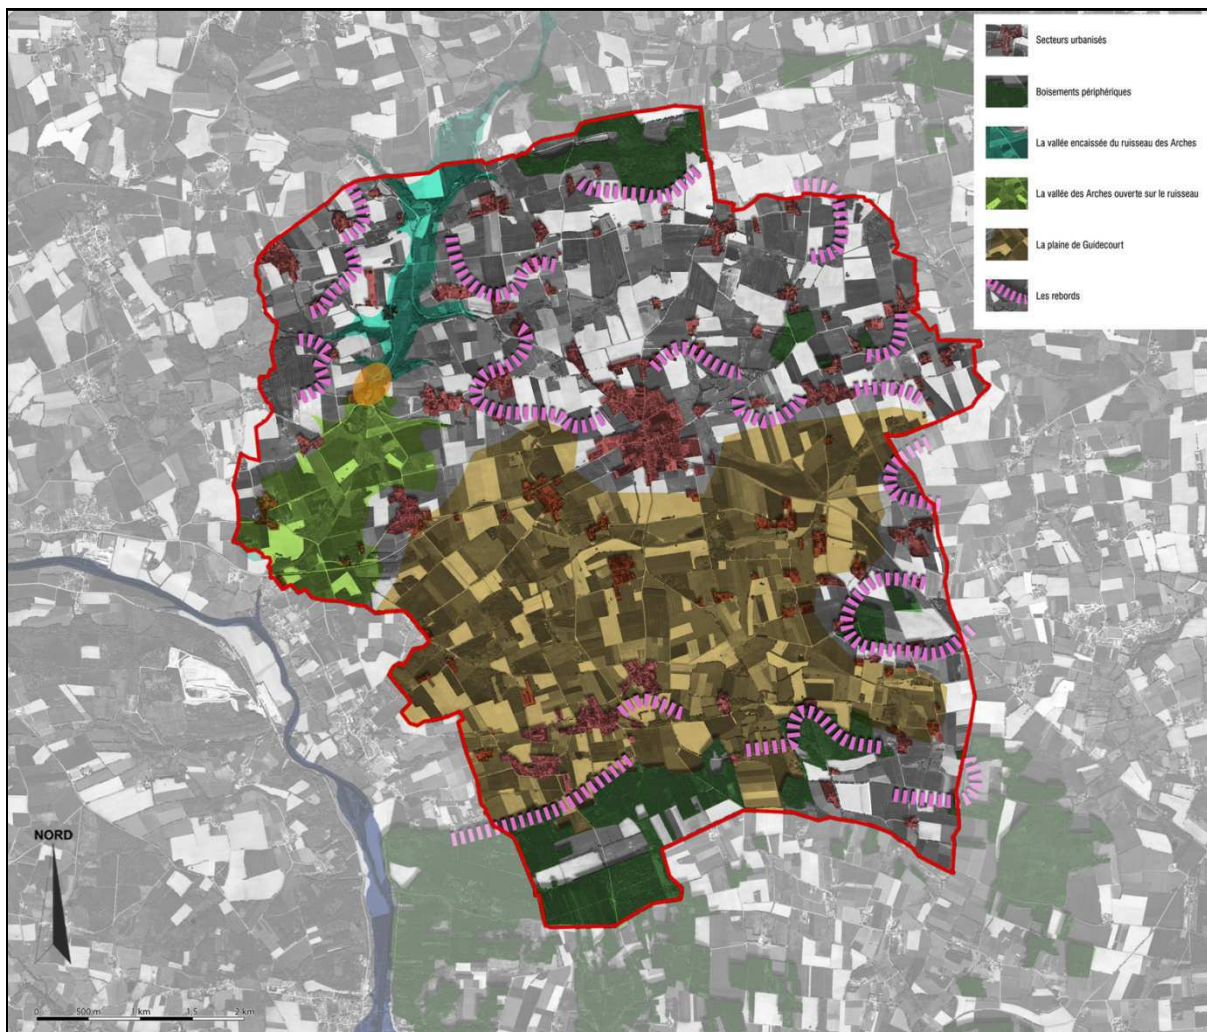 Secteurs urbanisés
Boisements périphériques
La vallée encaissée du ruisseau des Arches
La vallée des Arches ouverte sur le ruisseau
La plaine de Guidecourt
Les rebords
NORD
0 500 m 1 km 1,5 2 km